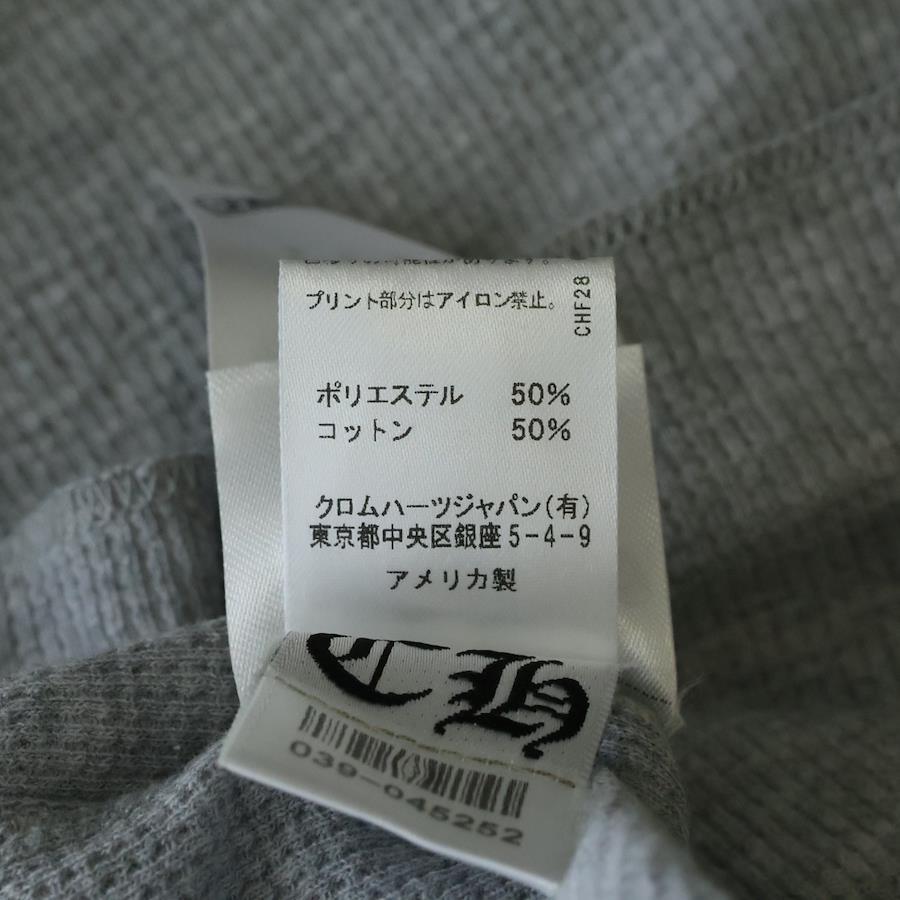 プリント部分はアイロン禁止。
CHF28
ポリエステル 50%
コットン 50%
クロムハーツジャパン(有)
東京都中央区銀座5-4-9
アメリカ製
039-045252